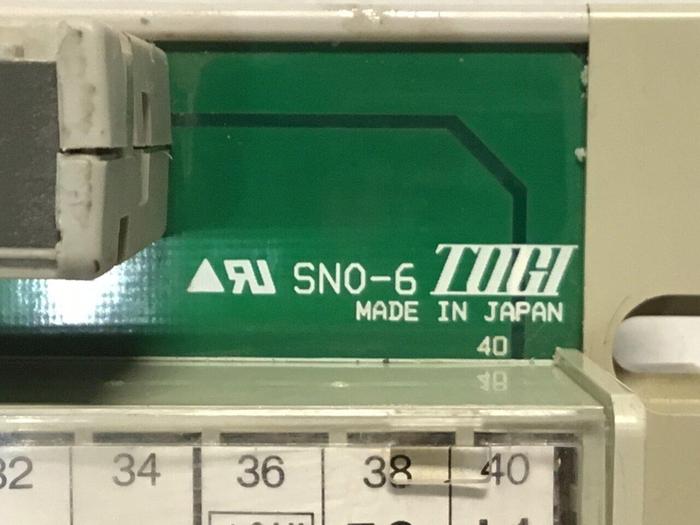 SNO-6 TOGI
MADE IN JAPAN
40
32 34 36 38 40